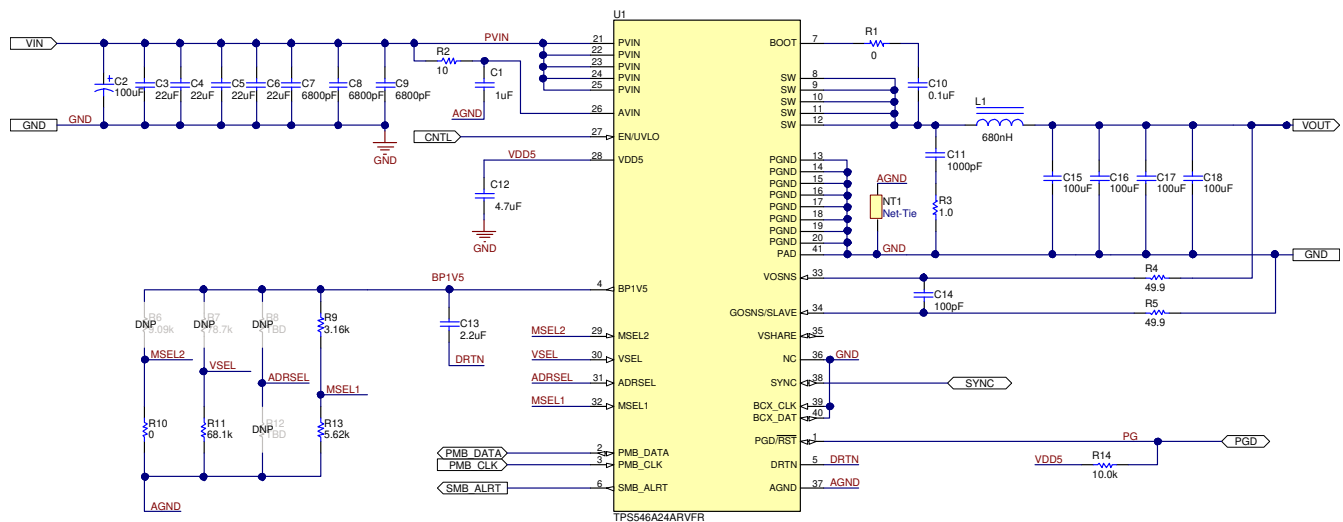 U1
VIN
PVIN
R2
10
C1
1uF
AGND
C2
100uF
C3
22uF
C4
22uF
C5
22uF
C6
22uF
C7
6800pF
C8
6800pF
C9
6800pF
GND
GND
GND
CNTL
VDD5
C12
4.7uF
GND
21 PVIN
22 PVIN
23 PVIN
24 PVIN
25 PVIN
26 AVIN
27 EN/UVLO
28 VDD5
4 BP1V5
29 MSEL2
30 VSEL
31 ADRSEL
32 MSEL1
2 PMB_DATA
3 PMB_CLK
6 SMB_ALRT
BOOT 7
SW 8
SW 9
SW 10
SW 11
SW 12
PGND 13
PGND 14
PGND 15
PGND 16
PGND 17
PGND 18
PGND 19
PGND 20
PAD 41
VOSNS 33
GOSNS/SLAVE 34
VSHARE 35
NC 36
SYNC 38
BCX_CLK 39
BCX_DAT 40
PGD/RST 1
DRTN 5
AGND 37
TPS546A24ARVFR
R1
0
C10
0.1uF
L1
680nH
VOUT
C11
1000pF
R3
1.0
C15
100uF
C16
100uF
C17
100uF
C18
100uF
AGND
NT1
Net-Tie
GND
GND
R4
49.9
C14
100pF
R5
49.9
GND
SYNC
PG
PGD
VDD5
R14
10.0k
DRTN
AGND
BP1V5
R6
DNP
9.09k
R7
DNP
78.7k
R8
DNP
TBD
R9
3.16k
C13
2.2uF
DRTN
MSEL2
VSEL
ADRSEL
MSEL1
MSEL2
VSEL
ADRSEL
MSEL1
R10
0
R11
68.1k
R12
DNP
TBD
R13
5.62k
AGND
PMB_DATA
PMB_CLK
SMB_ALRT